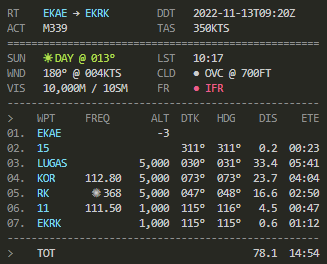 RT EKAE → EKRK DDT 2022-11-13T09:20Z
ACT M339 TAS 350KTS
SUN ☀DAY @ 013° LST 10:17
WND 180° @ 004KTS CLD ● OVC @ 700FT
VIS 10,000M / 10SM FR ● IFR
> WPT FREQ ALT DTK HDG DIS ETE
01. EKAE -3
02. 15 311° 311° 0.2 00:23
03. LUGAS 5,000 030° 031° 33.4 05:41
04. KOR 112.80 5,000 073° 073° 23.7 04:04
05. RK ✺ 368 5,000 047° 048° 16.6 02:50
06. 11 111.50 1,000 115° 116° 4.5 00:47
07. EKRK 1,000 115° 115° 0.6 01:12
> TOT 78.1 14:54